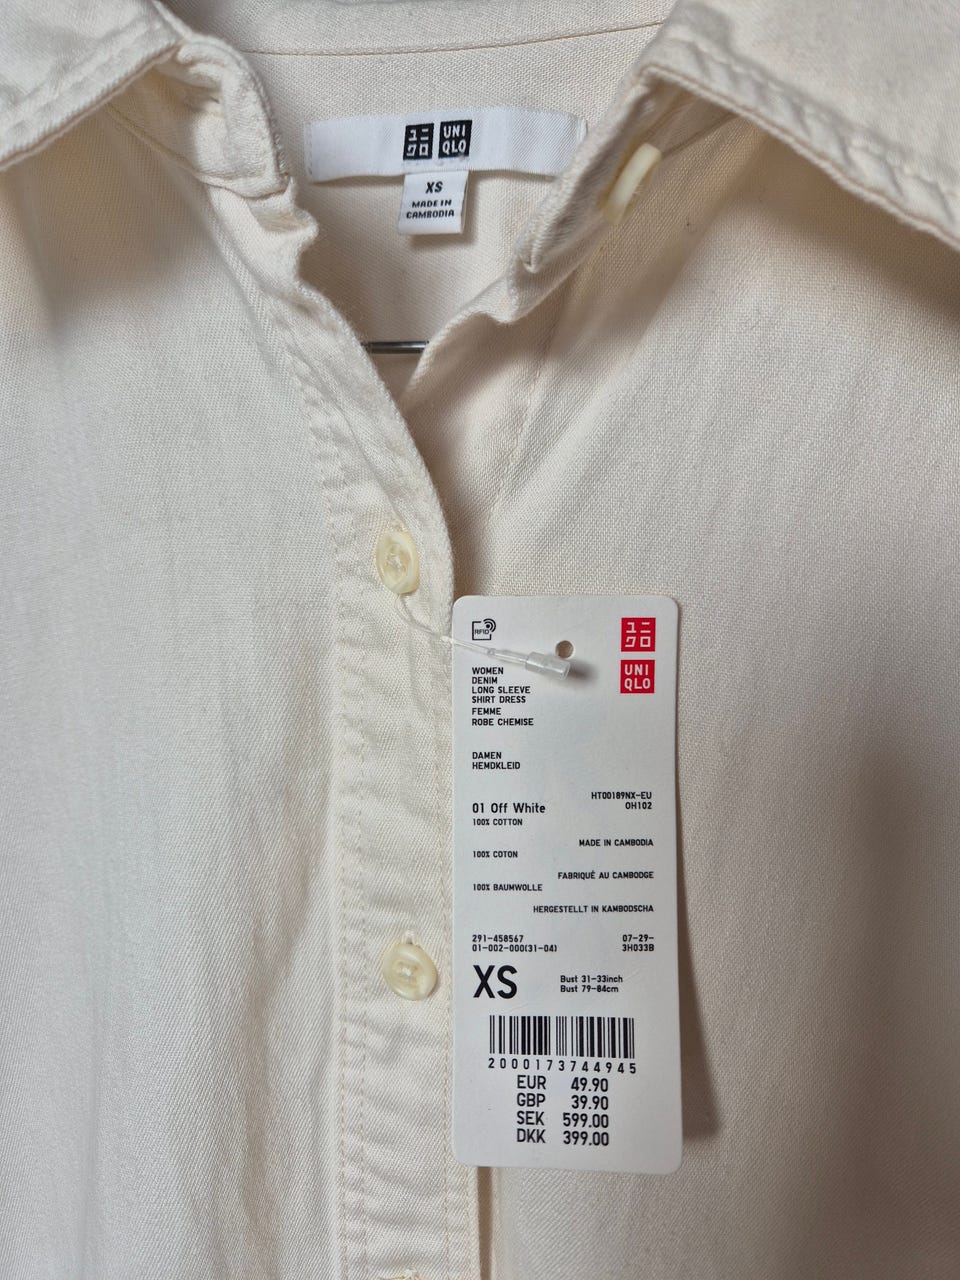 ユニ UNI
クロ QLO
XS
MADE IN
CAMBODIA
RFID
ユニ
クロ
UNI
QLO
WOMEN
DENIM
LONG SLEEVE
SHIRT DRESS
FEMME
ROBE CHEMISE
DAMEN
HEMDKLEID
HT00189NX-EU
01 Off White 0H102
100% COTTON
MADE IN CAMBODIA
100% COTON
FABRIQUÉ AU CAMBODGE
100% BAUMWOLLE
HERGESTELLT IN KAMBODSCHA
291-458567 07-29-
01-002-000(31-04) 3H033B
XS Bust 31-33inch
Bust 79-84cm
2000173744945
EUR 49.90
GBP 39.90
SEK 599.00
DKK 399.00